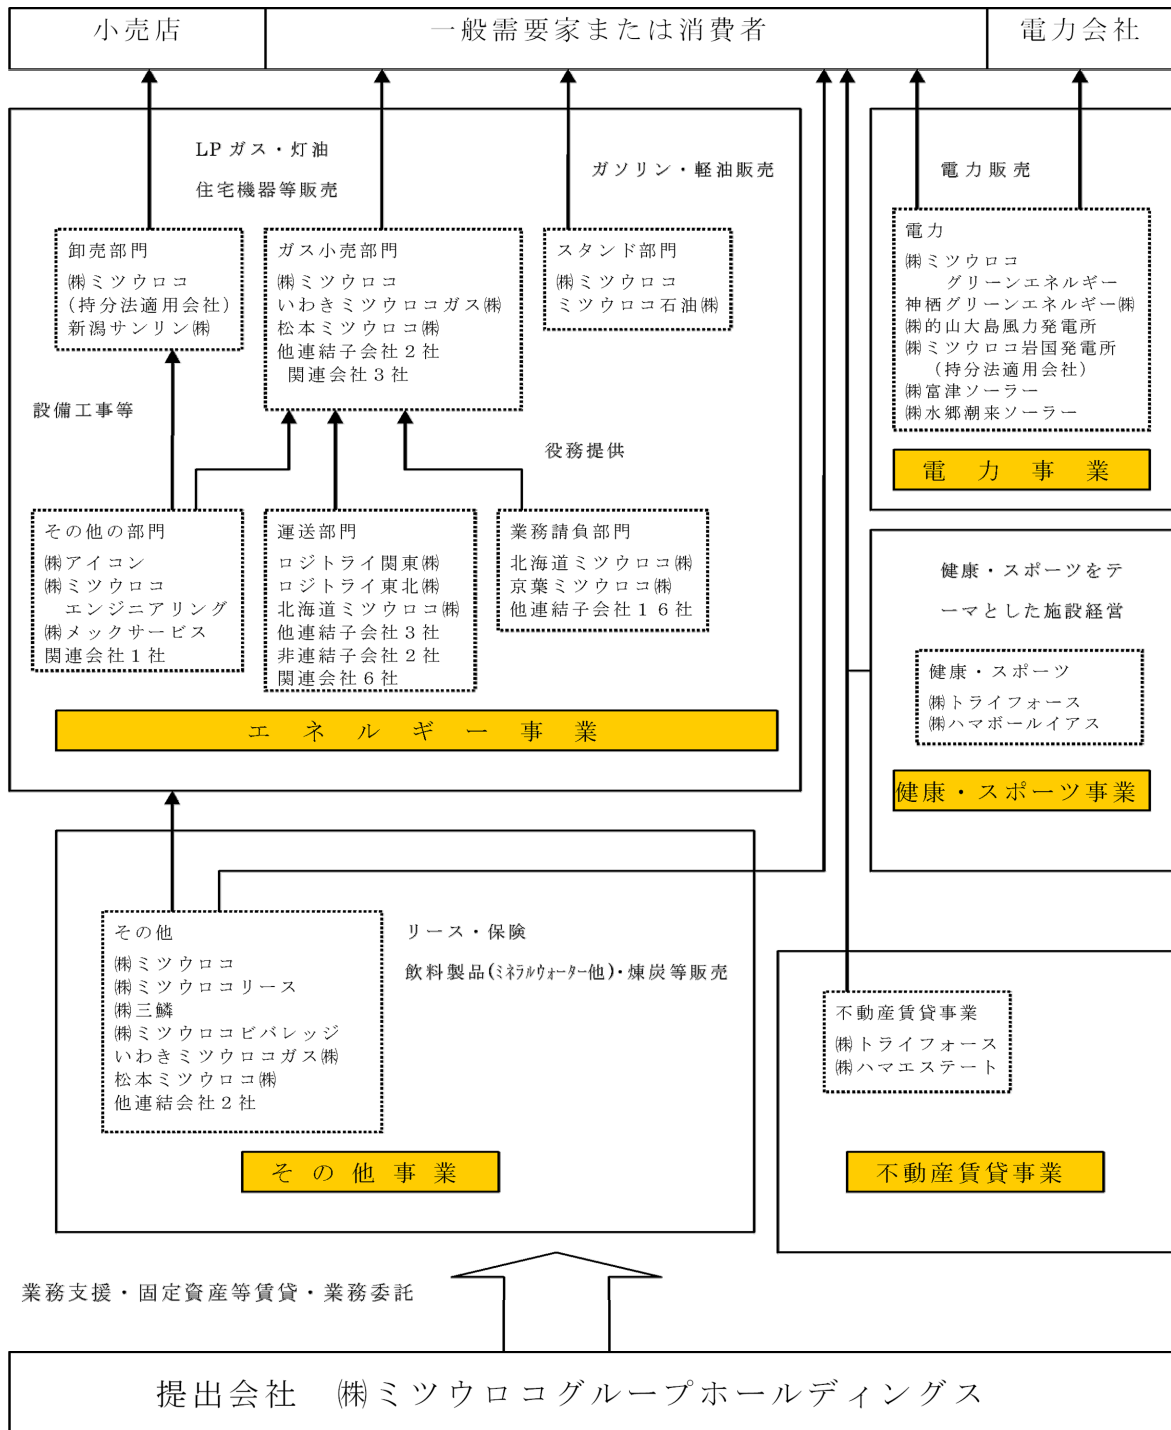 小売店
一般需要家または消費者
電力会社
LPガス・灯油
住宅機器等販売
ガソリン・軽油販売
電力販売
卸売部門
㈱ミツウロコ
(持分法適用会社)
新潟サンリン㈱
ガス小売部門
㈱ミツウロコ
いわきミツウロコガス㈱
松本ミツウロコ㈱
他連結子会社２社
関連会社３社
スタンド部門
㈱ミツウロコ
ミツウロコ石油㈱
電力
㈱ミツウロコ
グリーンエネルギー
神栖グリーンエネルギー㈱
㈱的山大島風力発電所
㈱ミツウロコ岩国発電所
(持分法適用会社)
㈱富津ソーラー
㈱水郷潮来ソーラー
電力事業
設備工事等
役務提供
その他の部門
㈱アイコン
㈱ミツウロコ
エンジニアリング
㈱メックサービス
関連会社１社
運送部門
ロジトライ関東㈱
ロジトライ東北㈱
北海道ミツウロコ㈱
他連結子会社３社
非連結子会社２社
関連会社６社
業務請負部門
北海道ミツウロコ㈱
京葉ミツウロコ㈱
他連結子会社１６社
エネルギー事業
健康・スポーツをテ
ーマとした施設経営
健康・スポーツ
㈱トライフォース
㈱ハマボールイアス
健康・スポーツ事業
その他
㈱ミツウロコ
㈱ミツウロコリース
㈱三鱗
㈱ミツウロコビバレッジ
いわきミツウロコガス㈱
松本ミツウロコ㈱
他連結会社２社
リース・保険
飲料製品(ﾐﾈﾗﾙｳｫｰﾀｰ他)・煉炭等販売
その他事業
不動産賃貸事業
㈱トライフォース
㈱ハマエステート
不動産賃貸事業
業務支援・固定資産等賃貸・業務委託
提出会社　㈱ミツウロコグループホールディングス